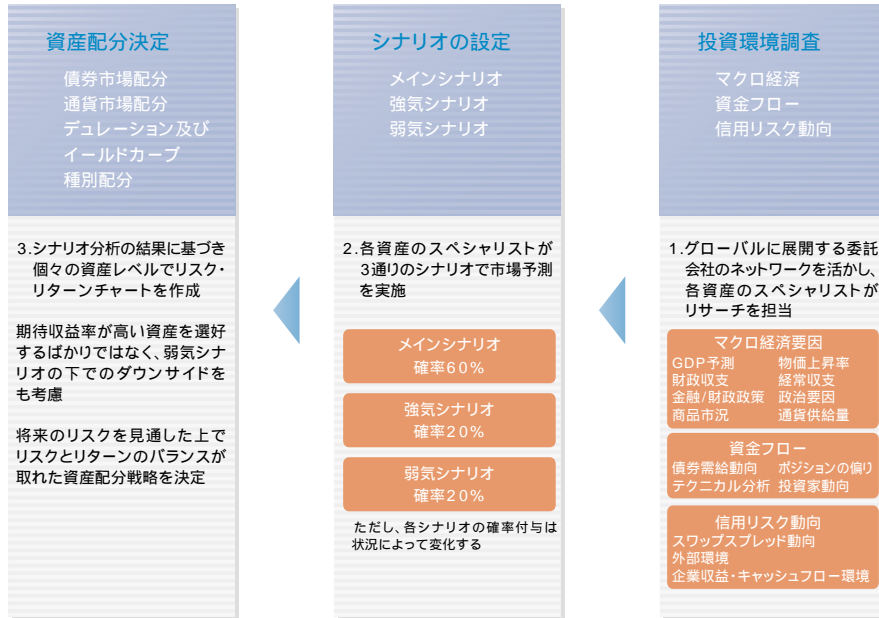 資産配分決定
債券市場配分
通貨市場配分
デュレーション及び
イールドカーブ
種別配分
3.シナリオ分析の結果に基づき
個々の資産レベルでリスク・
リターンチャートを作成
期待収益率が高い資産を選好
するばかりではなく、弱気シナ
リオの下でのダウンサイドを
も考慮
将来のリスクを見通した上で
リスクとリターンのバランスが
取れた資産配分戦略を決定
シナリオの設定
メインシナリオ
強気シナリオ
弱気シナリオ
2.各資産のスペシャリストが
3通りのシナリオで市場予測
を実施
メインシナリオ
確率60%
強気シナリオ
確率20%
弱気シナリオ
確率20%
ただし、各シナリオの確率付与は
状況によって変化する
投資環境調査
マクロ経済
資金フロー
信用リスク動向
1.グローバルに展開する委託
会社のネットワークを活かし、
各資産のスペシャリストが
リサーチを担当
マクロ経済要因
GDP予測 物価上昇率
財政収支 経常収支
金融/財政政策 政治要因
商品市況 通貨供給量
資金フロー
債券需給動向 ポジションの偏り
テクニカル分析 投資家動向
信用リスク動向
スワップスプレッド動向
外部環境
企業収益・キャッシュフロー環境